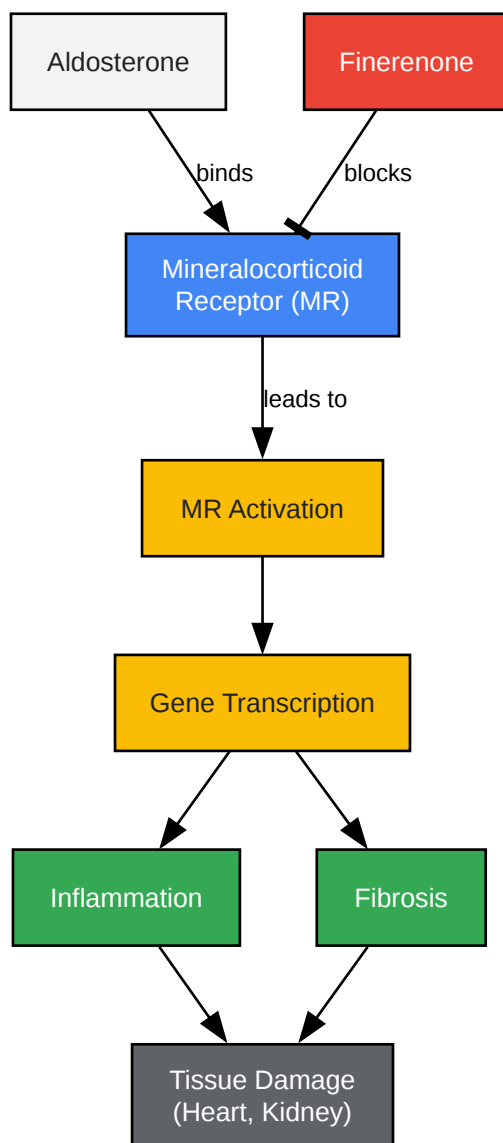 Aldosterone
Finerenone
binds
blocks
Mineralocorticoid
Receptor (MR)
leads to
MR Activation
Gene Transcription
Inflammation
Fibrosis
Tissue Damage
(Heart, Kidney)